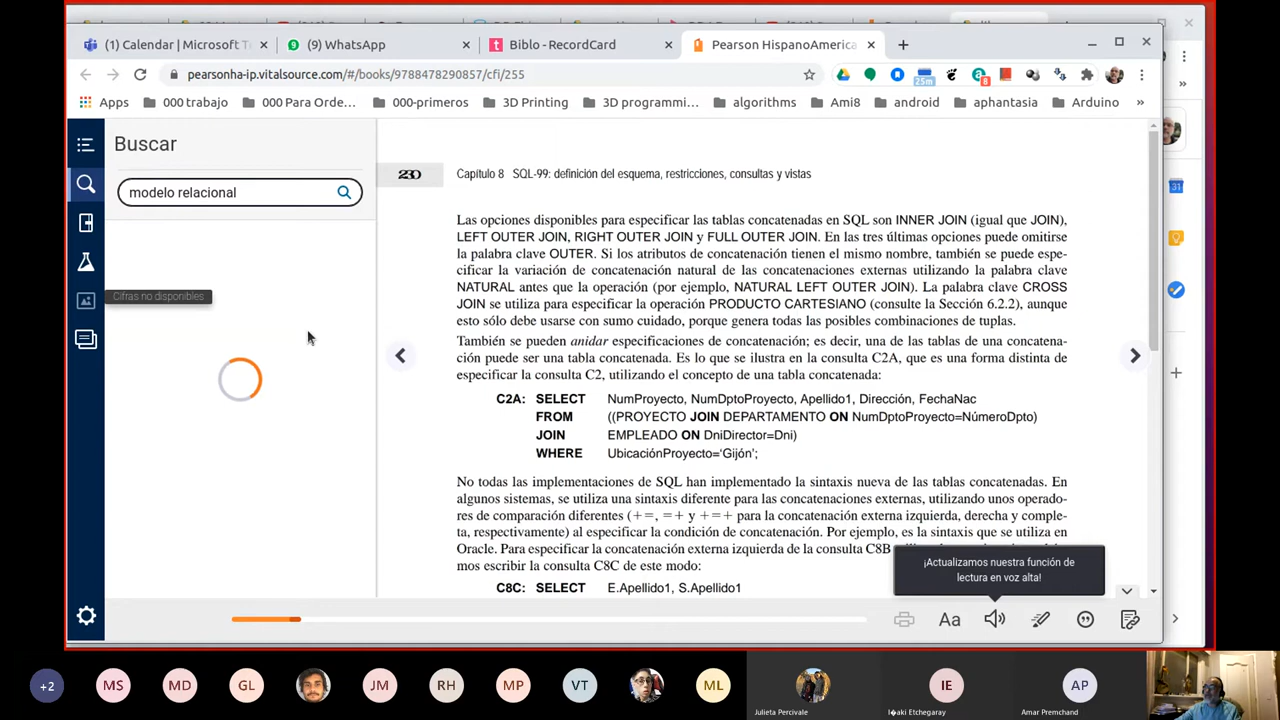 (1) Calendar | Microsoft T
(9) WhatsApp
Biblo - RecordCard
Pearson HispanoAmerica
pearsonha-ip.vitalsource.com/#/books/9788478290857/cfi/255
25m
8
Apps
000 trabajo
000 Para Orde...
000-primeros
3D Printing
3D programmi...
algorithms
Ami8
android
aphantasia
Arduino
»
Buscar
modelo relacional
Cifras no disponibles
230
Capítulo 8 SQL-99: definición del esquema, restricciones, consultas y vistas
Las opciones disponibles para especificar las tablas concatenadas en SQL son INNER JOIN (igual que JOIN),
LEFT OUTER JOIN, RIGHT OUTER JOIN y FULL OUTER JOIN. En las tres últimas opciones puede omitirse
la palabra clave OUTER. Si los atributos de concatenación tienen el mismo nombre, también se puede espe-
cificar la variación de concatenación natural de las concatenaciones externas utilizando la palabra clave
NATURAL antes que la operación (por ejemplo, NATURAL LEFT OUTER JOIN). La palabra clave CROSS
JOIN se utiliza para especificar la operación PRODUCTO CARTESIANO (consulte la Sección 6.2.2), aunque
esto sólo debe usarse con sumo cuidado, porque genera todas las posibles combinaciones de tuplas.
También se pueden anidar especificaciones de concatenación; es decir, una de las tablas de una concatena-
ción puede ser una tabla concatenada. Es lo que se ilustra en la consulta C2A, que es una forma distinta de
especificar la consulta C2, utilizando el concepto de una tabla concatenada:
C2A: SELECT NumProyecto, NumDptoProyecto, Apellido1, Dirección, FechaNac
FROM ((PROYECTO JOIN DEPARTAMENTO ON NumDptoProyecto=NúmeroDpto)
JOIN EMPLEADO ON DniDirector=Dni)
WHERE UbicaciónProyecto='Gijón';
No todas las implementaciones de SQL han implementado la sintaxis nueva de las tablas concatenadas. En
algunos sistemas, se utiliza una sintaxis diferente para las concatenaciones externas, utilizando unos operado-
res de comparación diferentes (+=, =+ y +=+ para la concatenación externa izquierda, derecha y comple-
ta, respectivamente) al especificar la condición de concatenación. Por ejemplo, es la sintaxis que se utiliza en
Oracle. Para especificar la concatenación externa izquierda de la consulta C8B
mos escribir la consulta C8C de este modo:
C8C: SELECT E.Apellido1, S.Apellido1
¡Actualizamos nuestra función de
lectura en voz alta!
Aa
31
+2
MS
MD
GL
JM
RH
MP
VT
ML
Julieta Percivale
IE
I�aki Etchegaray
AP
Amar Premchand